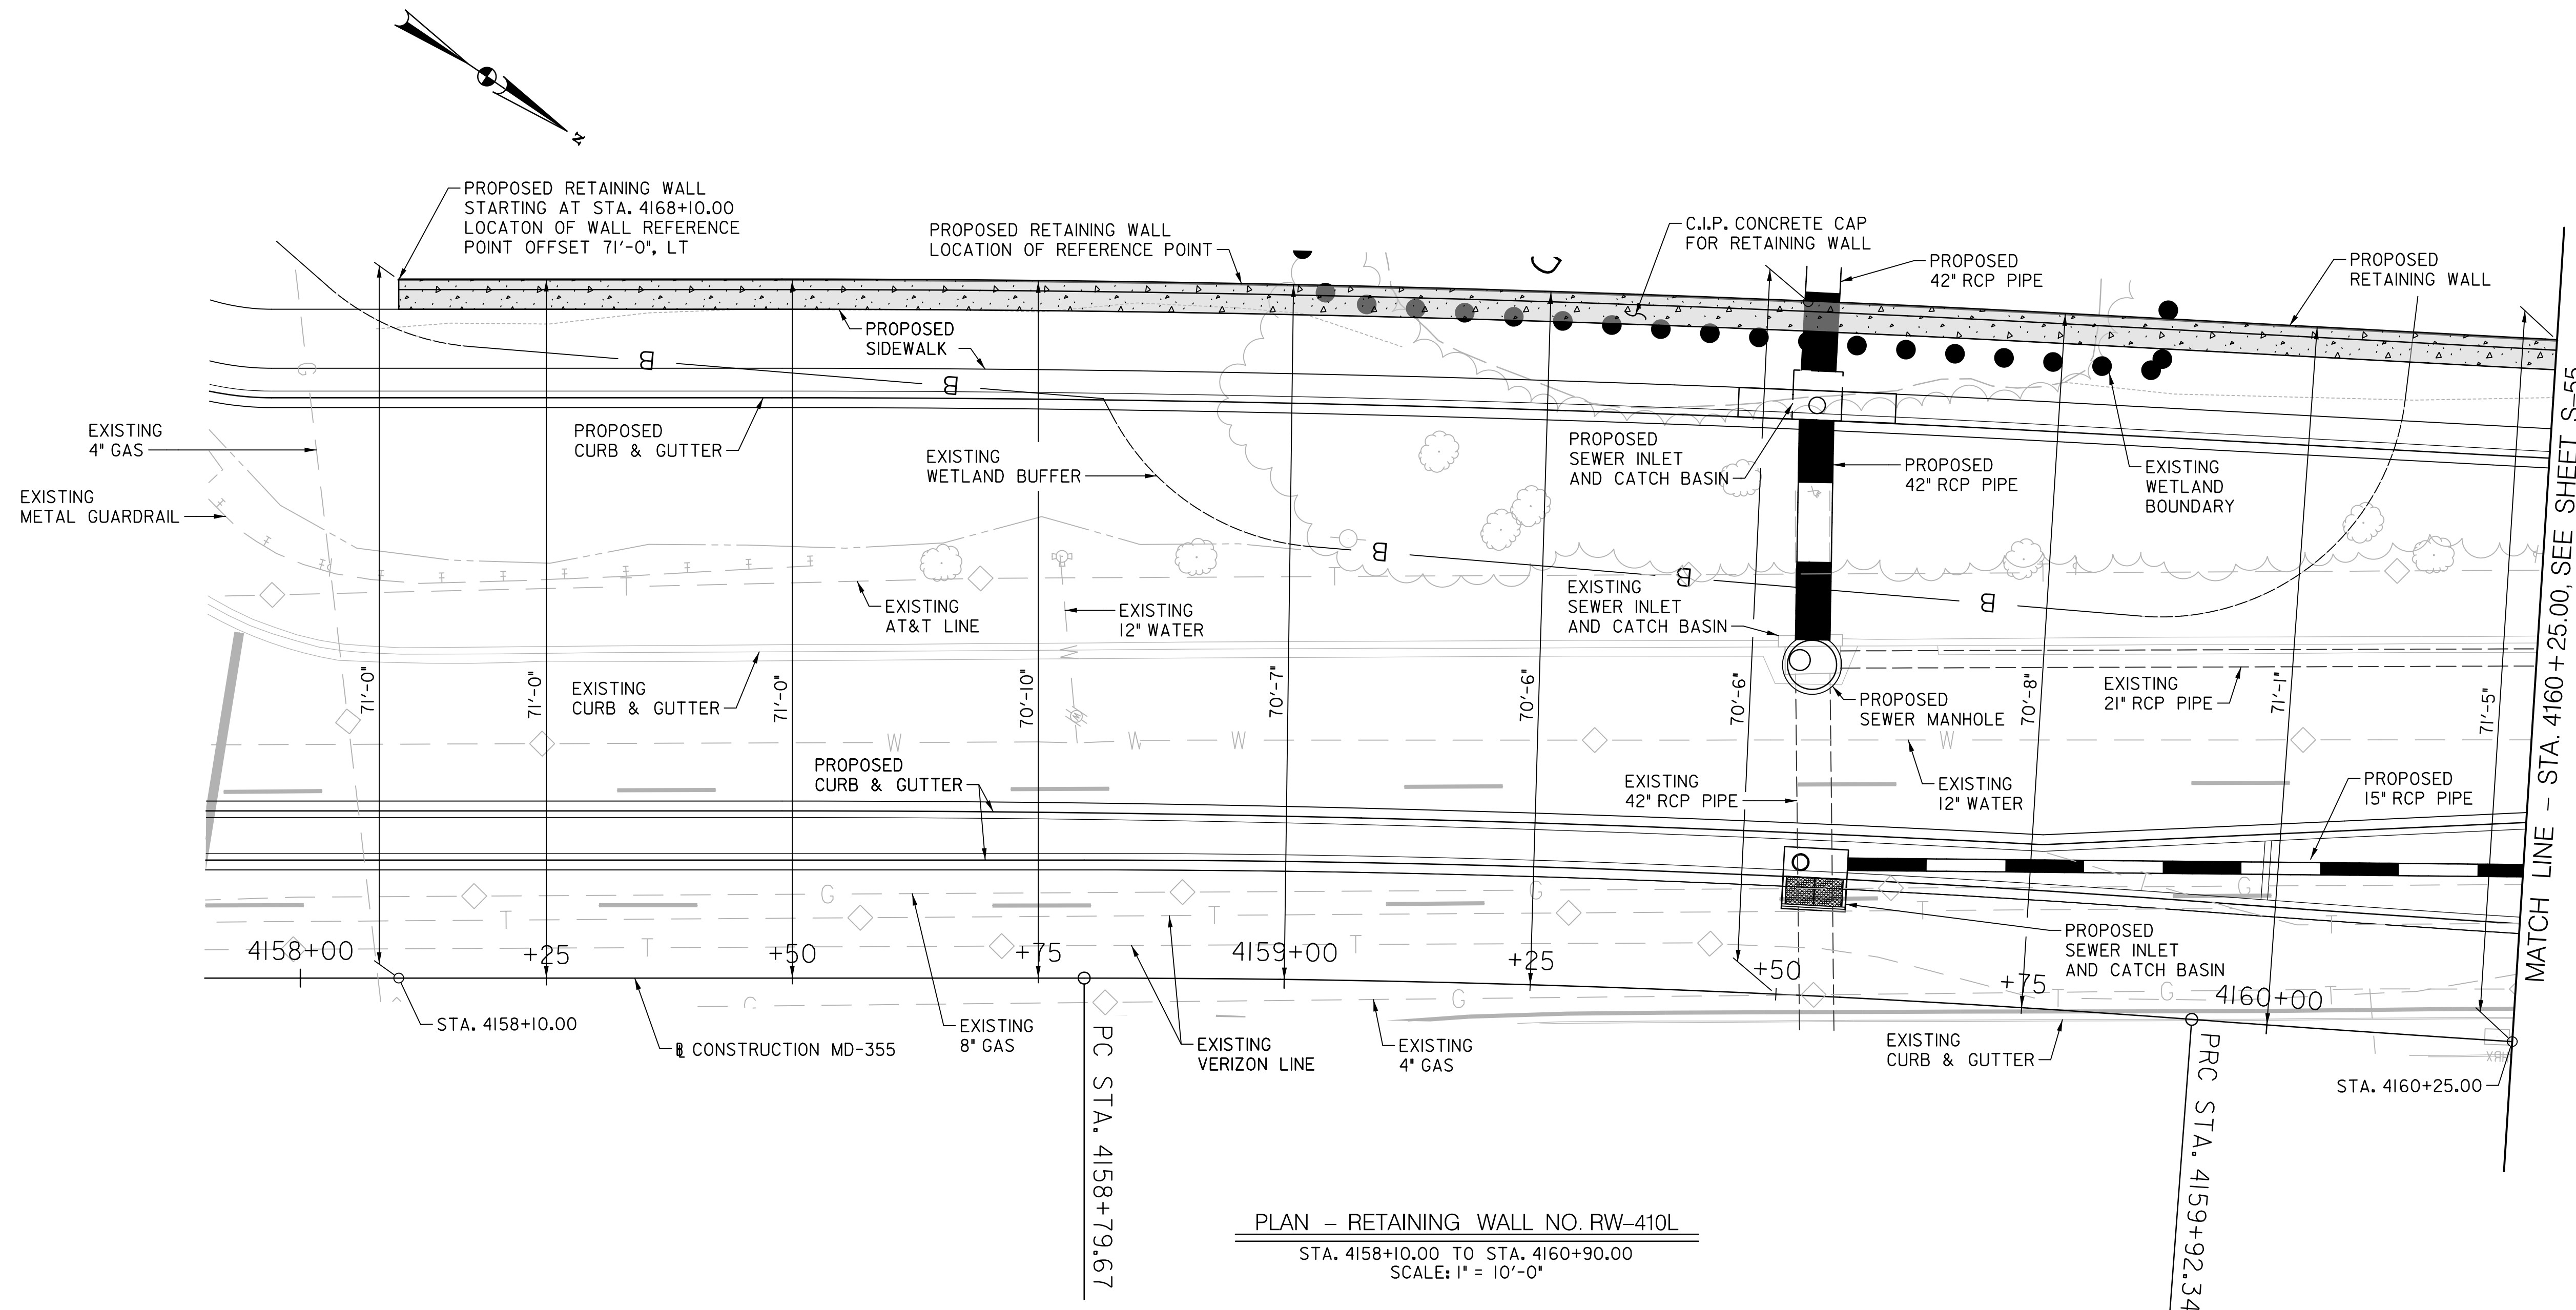 N
PROPOSED RETAINING WALL
STARTING AT STA. 4168+10.00
LOCATON OF WALL REFERENCE
POINT OFFSET 71'-0", LT
PROPOSED RETAINING WALL
LOCATION OF REFERENCE POINT
C.I.P. CONCRETE CAP
FOR RETAINING WALL
PROPOSED
42" RCP PIPE
PROPOSED
RETAINING WALL
PROPOSED
SIDEWALK
G
B
B
EXISTING
4" GAS
EXISTING
METAL GUARDRAIL
PROPOSED
CURB & GUTTER
EXISTING
WETLAND BUFFER
PROPOSED
SEWER INLET
AND CATCH BASIN
PROPOSED
42" RCP PIPE
EXISTING
WETLAND
BOUNDARY
B
B
B
T
T
T
EXISTING
AT&T LINE
EXISTING
12" WATER
EXISTING
SEWER INLET
AND CATCH BASIN
W
EXISTING
CURB & GUTTER
PROPOSED
SEWER MANHOLE
EXISTING
21" RCP PIPE
71'-0"
71'-0"
71'-0"
70'-10"
70'-7"
70'-6"
70'-6"
70'-8"
71'-1"
71'-5"
W
W
W
W
PROPOSED
CURB & GUTTER
EXISTING
42" RCP PIPE
EXISTING
12" WATER
PROPOSED
15" RCP PIPE
G
G
G
T
T
T
T
T
T
PROPOSED
SEWER INLET
AND CATCH BASIN
4158+00
+25
+50
+75
4159+00
+25
+50
+75
4160+00
G
G
G
T
T
STA. 4158+10.00
℄ CONSTRUCTION MD-355
EXISTING
8" GAS
EXISTING
VERIZON LINE
EXISTING
4" GAS
EXISTING
CURB & GUTTER
STA. 4160+25.00
PC STA. 4158+79.67
PRC STA. 4159+92.34
MATCH LINE - STA. 4160+25.00, SEE SHEET S-55
PLAN - RETAINING WALL NO. RW-410L
STA. 4158+10.00 TO STA. 4160+90.00
SCALE: 1" = 10'-0"